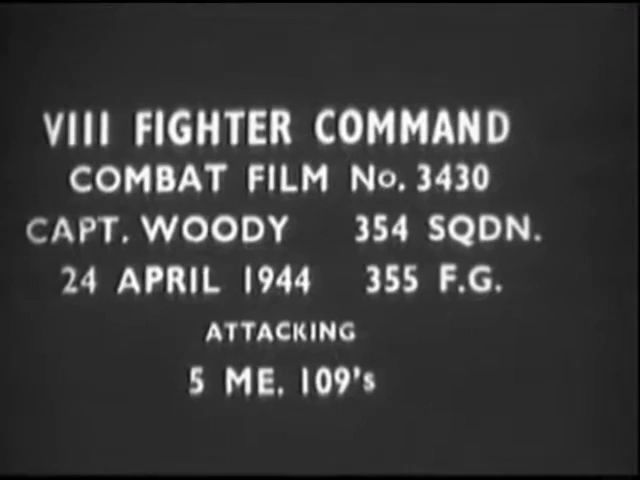 VIII FIGHTER COMMAND
COMBAT FILM No. 3430
CAPT. WOODY 354 SQDN.
24 APRIL 1944 355 F.G.
ATTACKING
5 ME. 109's